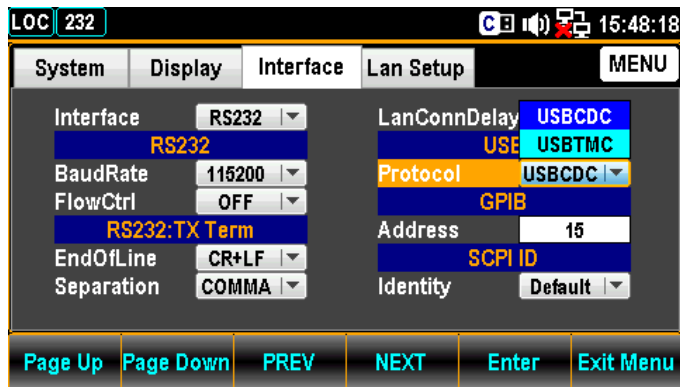 LOC 232 C 15:48:18
System Display Interface Lan Setup MENU
Interface RS232
RS232
BaudRate 115200
FlowCtrl OFF
RS232:TX Term
EndOfLine CR+LF
Separation COMMA
LanConnDelay USBCDC
USBTMC
Protocol USBCDC
GPIB
Address 15
SCPI ID
Identity Default
Page Up Page Down PREV NEXT Enter Exit Menu